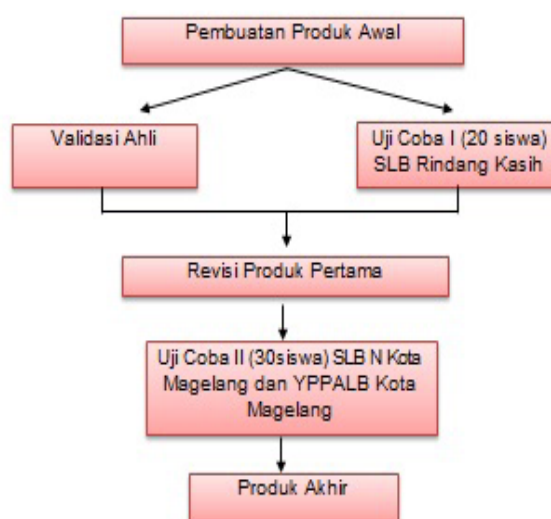 Pembuatan Produk Awal
Validasi Ahli
Uji Coba I (20 siswa)
SLB Rindang Kasih
Revisi Produk Pertama
Uji Coba II (30siswa) SLB N Kota
Magelang dan YPPALB Kota
Magelang
Produk Akhir